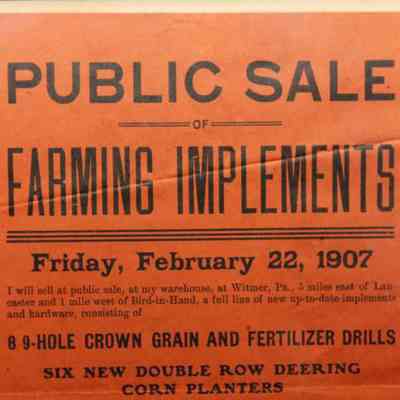 PUBLIC SALE
OF
FARMING IMPLEMENTS
Friday, February 22, 1907
I will sell at public sale, at my warehouse, at Witmer, Pa., 5 miles east of Lan-
caster and 1 mile west of Bird-in-Hand, a full line of new up-to-date implements
and hardware, consisting of
8 9-HOLE CROWN GRAIN AND FERTILIZER DRILLS
SIX NEW DOUBLE ROW DEERING
CORN PLANTERS